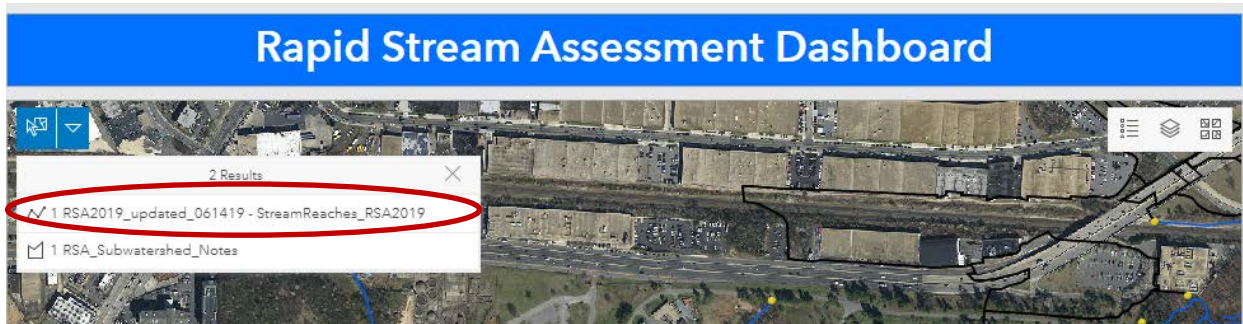 Rapid Stream Assessment Dashboard
2 Results
1 RSA2019_updated_061419 - StreamReaches_RSA2019
1 RSA_Subwatershed_Notes